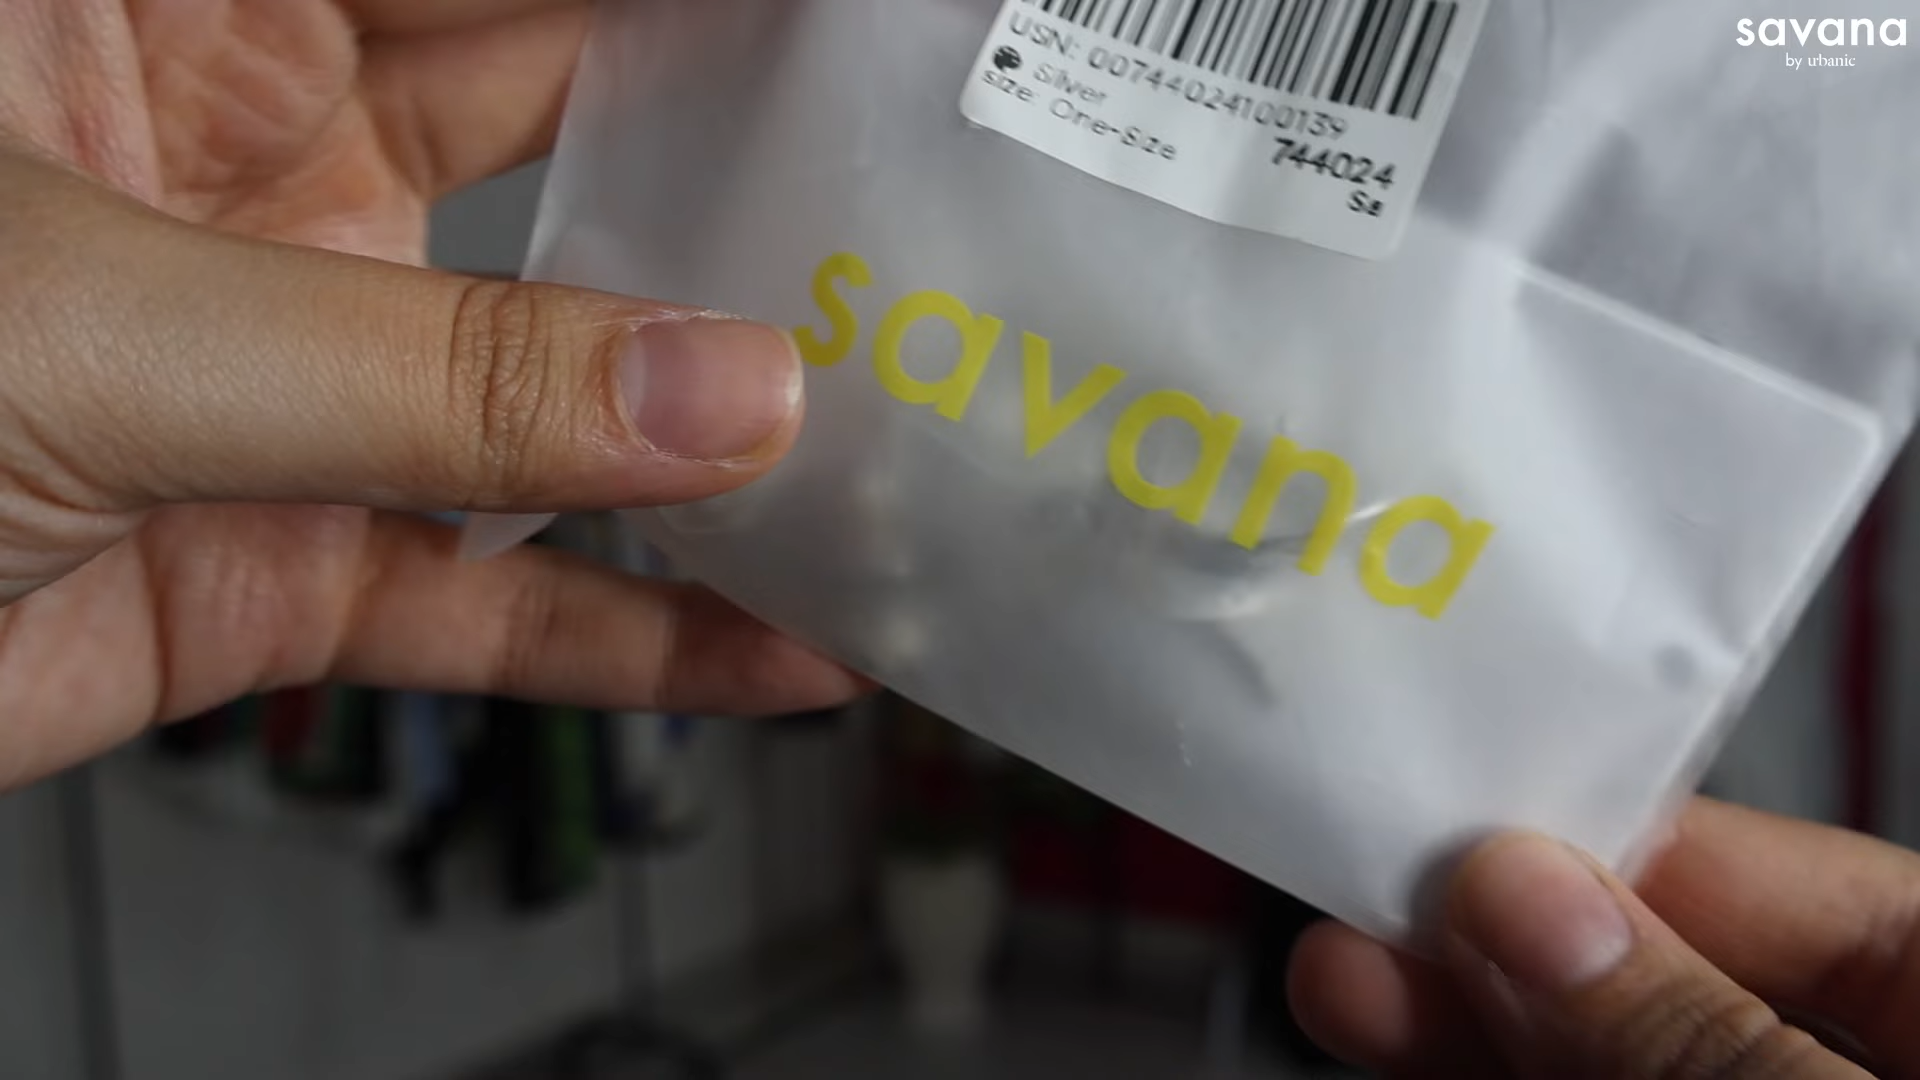 savana
by urbanic
USN: 00744024100139
Silver
size: One-Size
744024
Sa
savana